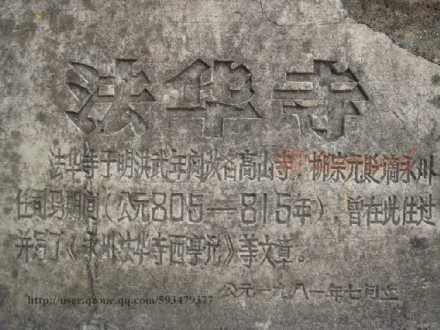 法华寺
法华寺于明洪武年间改名高山寺，柳宗元贬谪永州
任司马期间（公元805—815年），曾在此住过
并写了《永州法华寺西亭记》等文章。
公元一九八一年七月立
http://user.qzone.qq.com/593479377